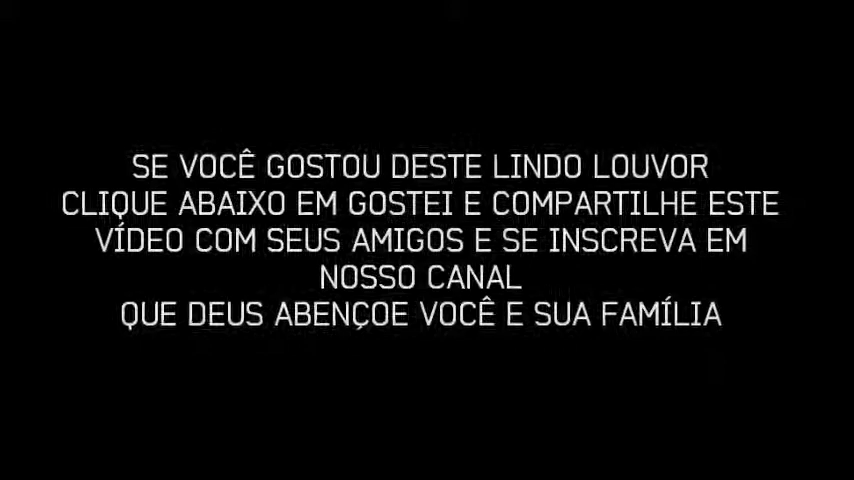 SE VOCÊ GOSTOU DESTE LINDO LOUVOR
CLIQUE ABAIXO EM GOSTEI E COMPARTILHE ESTE
VÍDEO COM SEUS AMIGOS E SE INSCREVA EM
NOSSO CANAL
QUE DEUS ABENÇOE VOCÊ E SUA FAMÍLIA